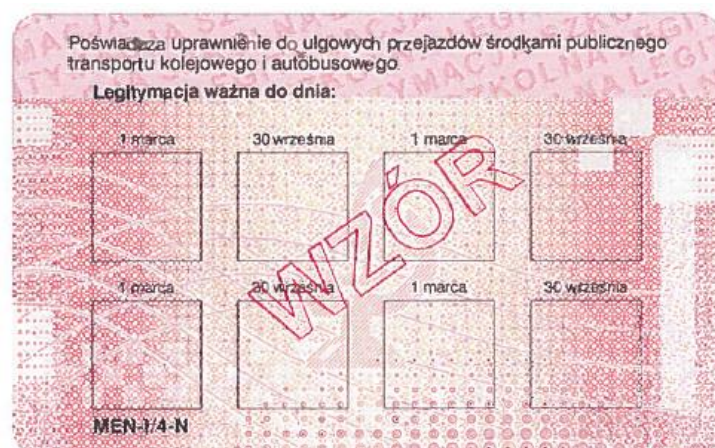 Poświadcza uprawnienie do ulgowych przejazdów środkami publicznego
transportu kolejowego i autobusowego.
Legitymacja ważna do dnia:
1 marca 30 września 1 marca 30 września
WZÓR
1 marca 30 września 1 marca 30 września
MEN-I/4-N